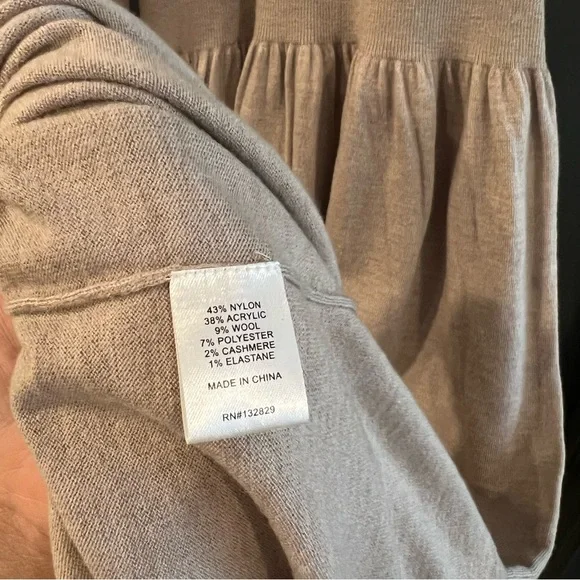 43% NYLON
38% ACRYLIC
9% WOOL
7% POLYESTER
2% CASHMERE
1% ELASTANE
MADE IN CHINA
RN#132829